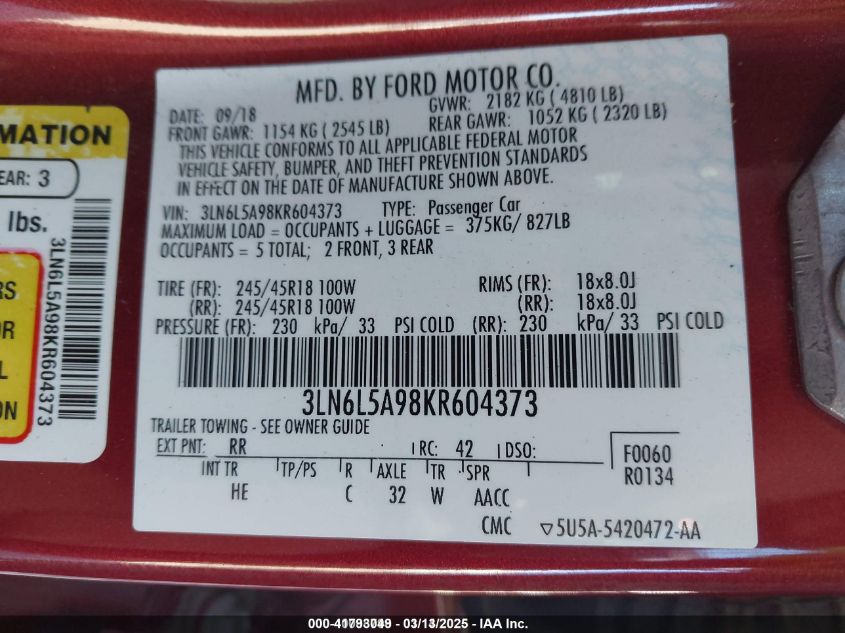 MFD. BY FORD MOTOR CO.
DATE: 09/18 GVWR: 2182 KG ( 4810 LB)
FRONT GAWR: 1154 KG ( 2545 LB) REAR GAWR: 1052 KG ( 2320 LB)
THIS VEHICLE CONFORMS TO ALL APPLICABLE FEDERAL MOTOR
VEHICLE SAFETY, BUMPER, AND THEFT PREVENTION STANDARDS
IN EFFECT ON THE DATE OF MANUFACTURE SHOWN ABOVE.
VIN: 3LN6L5A98KR604373 TYPE: Passenger Car
MAXIMUM LOAD = OCCUPANTS + LUGGAGE = 375KG/ 827LB
OCCUPANTS = 5 TOTAL; 2 FRONT, 3 REAR
TIRE (FR): 245/45R18 100W RIMS (FR): 18x8.0J
(RR): 245/45R18 100W (RR): 18x8.0J
PRESSURE (FR): 230 kPa/ 33 PSI COLD (RR): 230 kPa/ 33 PSI COLD
3LN6L5A98KR604373
TRAILER TOWING - SEE OWNER GUIDE
EXT PNT: RR RC: 42 DSO: F0060
INT TR TP/PS R AXLE TR SPR R0134
HE C 32 W AACC
CMC ▽5U5A-5420472-AA
MATION
EAR: 3
lbs.
3LN6L5A98KR604373
RS
OR
L
ON
000-41793049 - 03/13/2025 - IAA Inc.